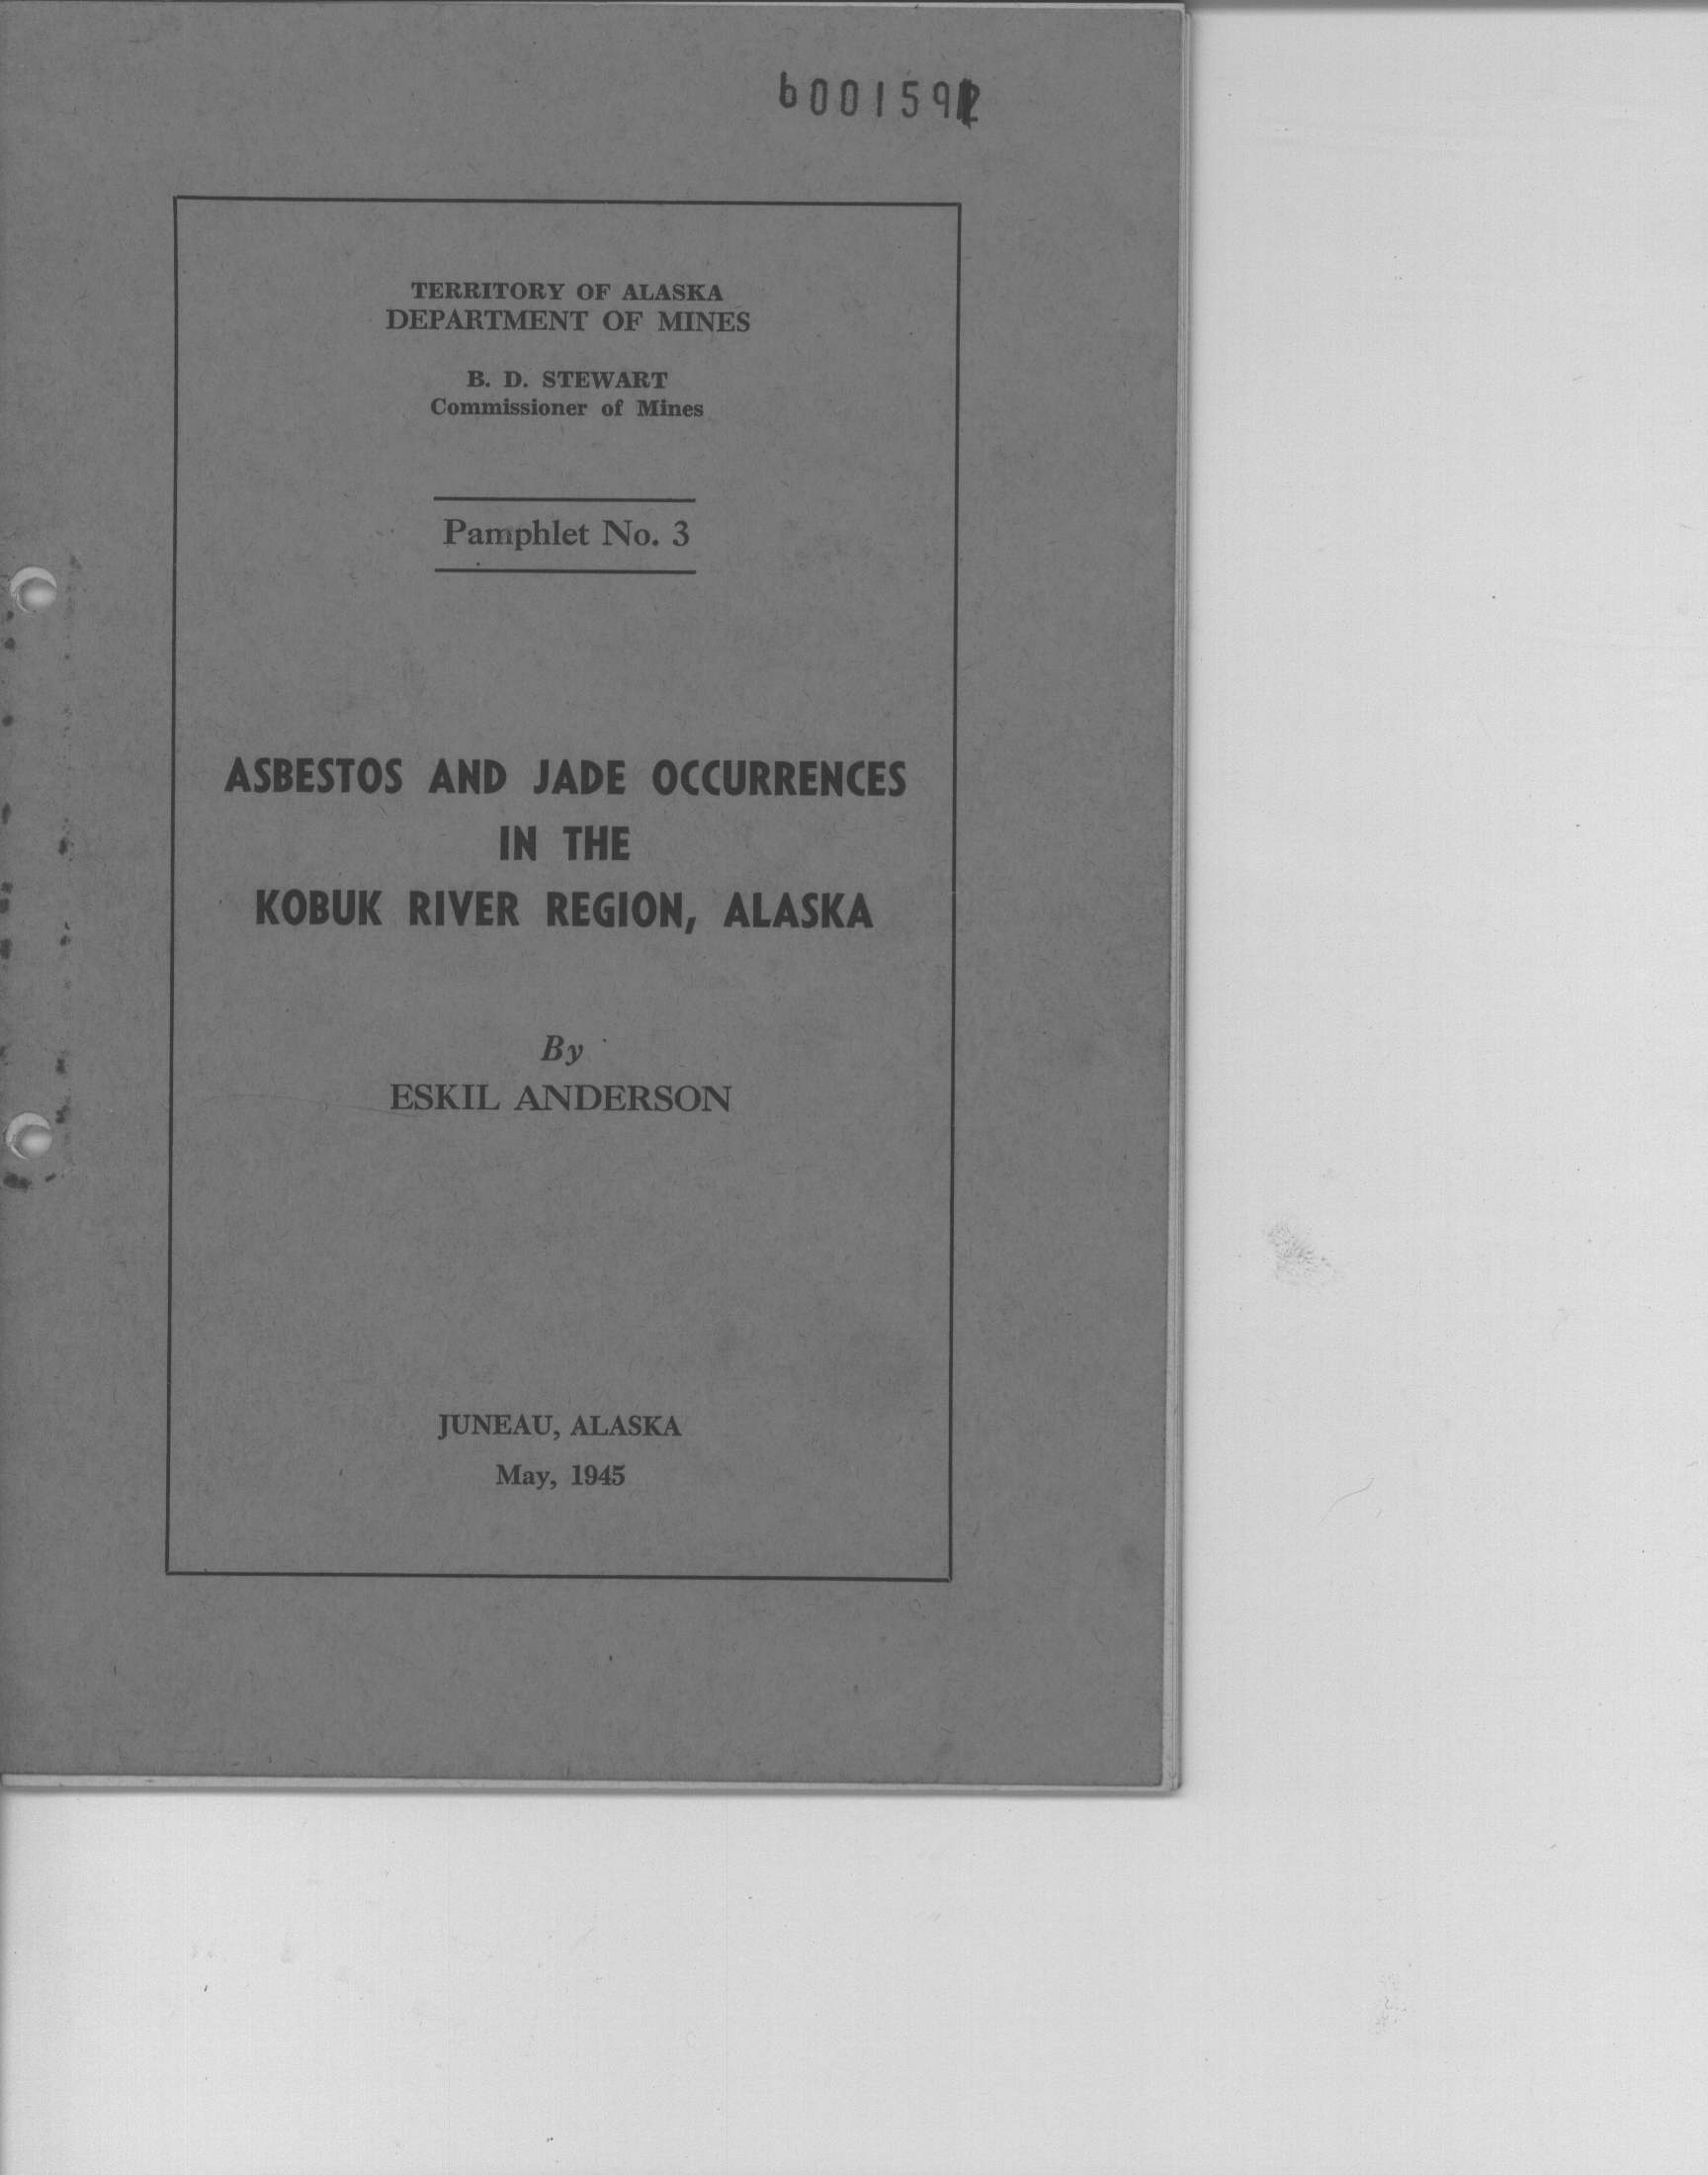 TERRITORY OF ALASKA
DEPARTMENT OF MINES
B. D. STEWART
Commissioner of Mines
Pamphlet No. 3
ASBESTOS AND JADE OCCURRENCES
IN THE
KOBUK RIVER REGION, ALASKA
By
ESKIL ANDERSON
JUNEAU, ALASKA
May, 1945